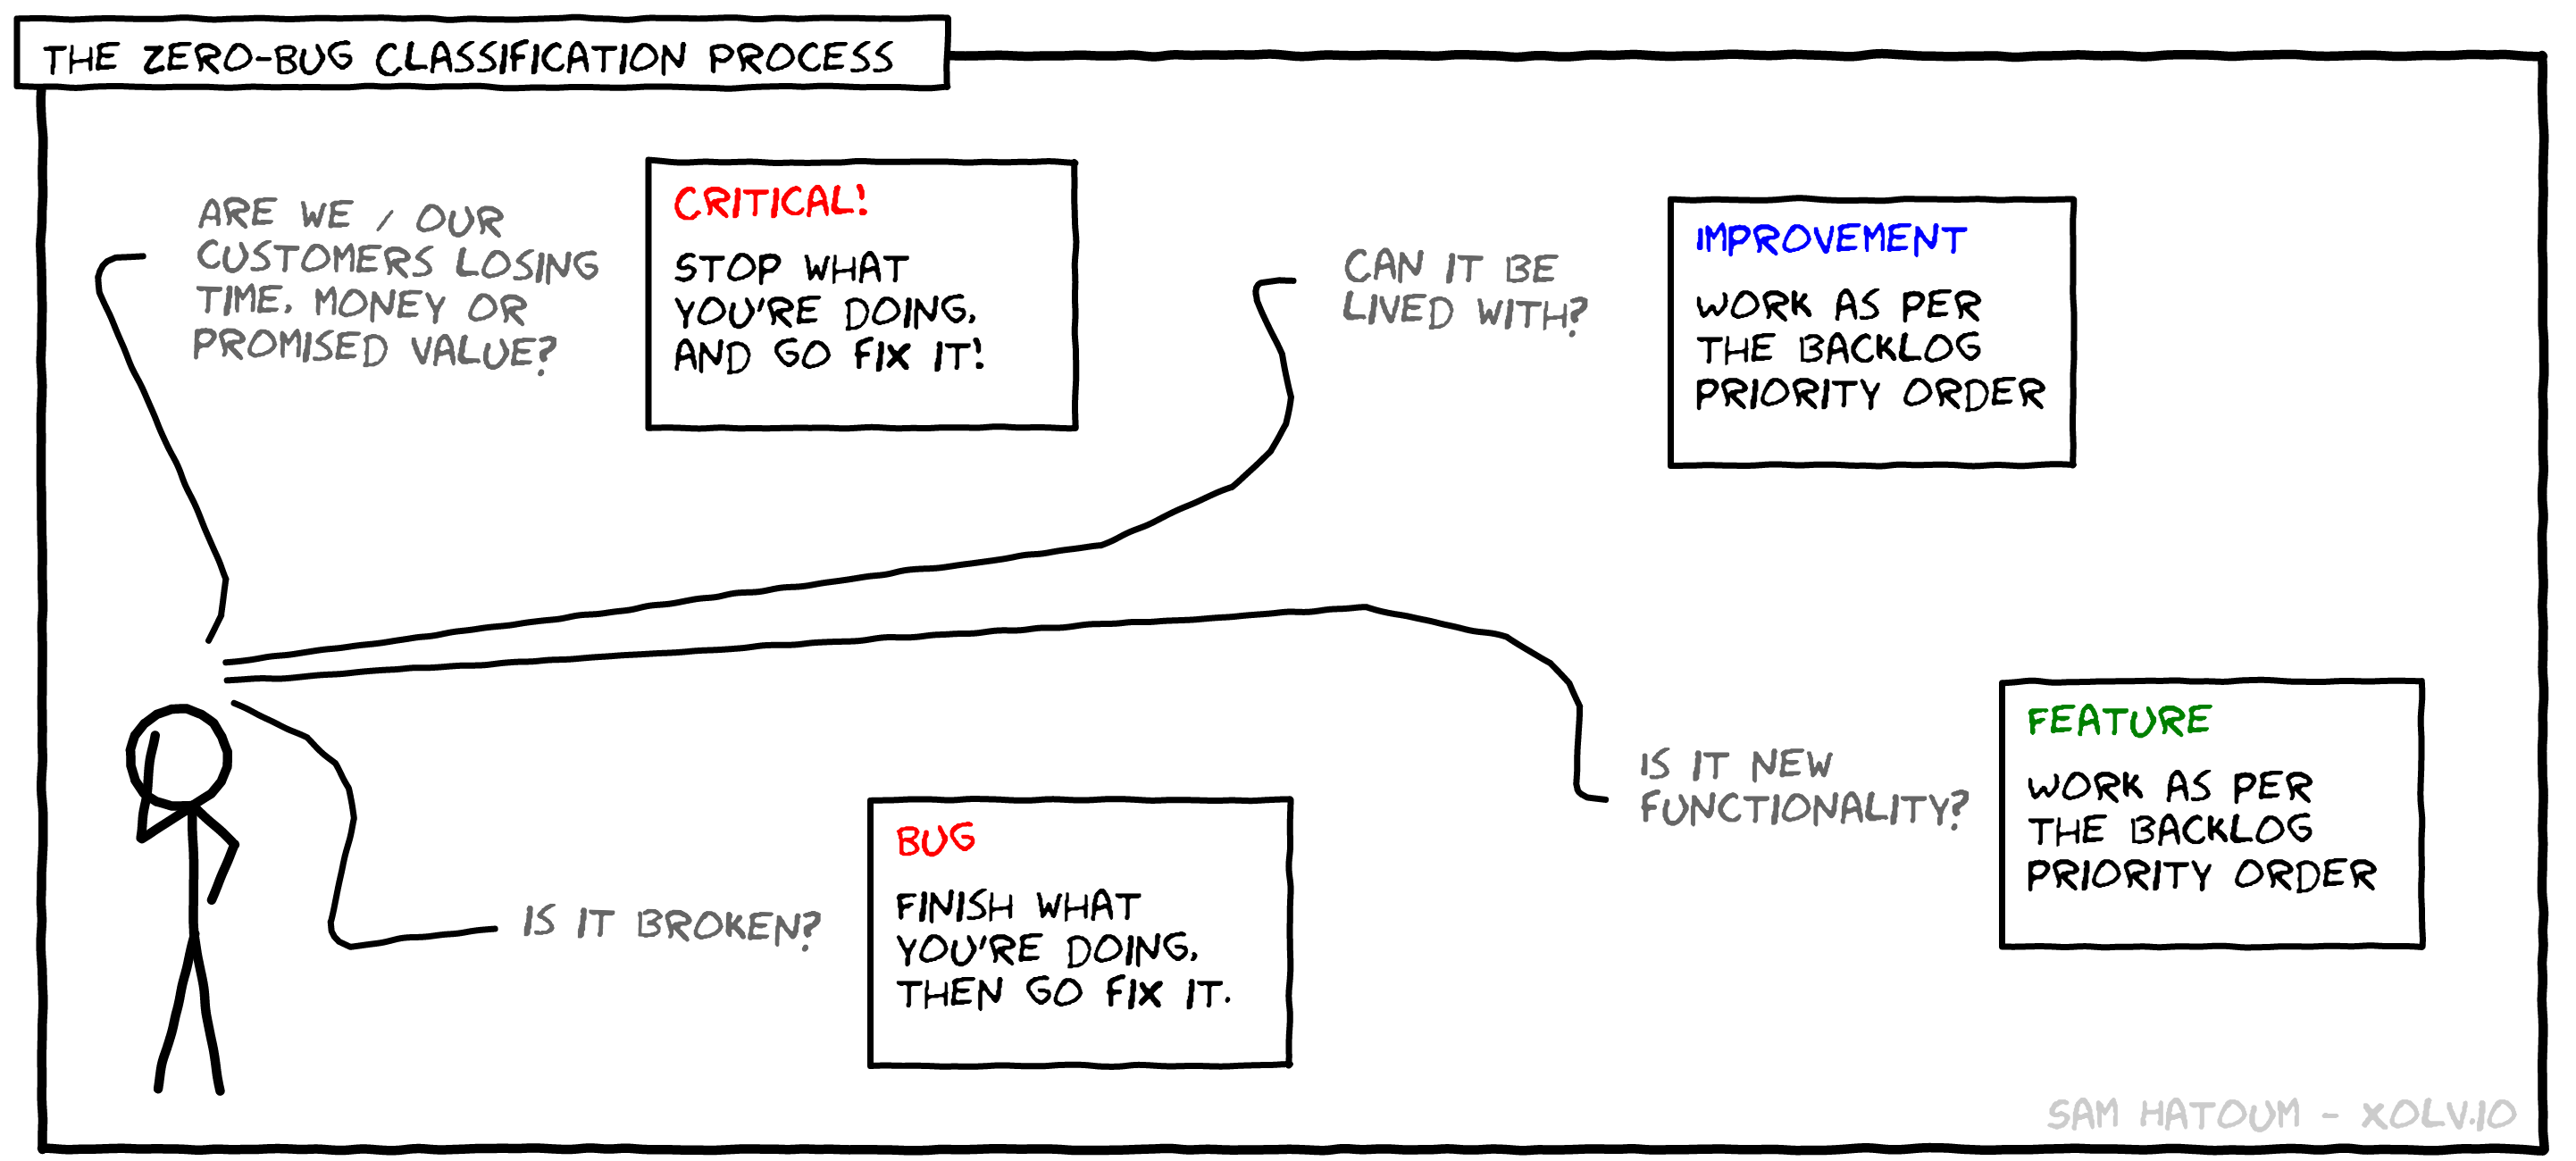 THE ZERO-BUG CLASSIFICATION PROCESS
ARE WE / OUR
CUSTOMERS LOSING
TIME, MONEY OR
PROMISED VALUE?
CRITICAL!
STOP WHAT
YOU'RE DOING,
AND GO FIX IT!
CAN IT BE
LIVED WITH?
IMPROVEMENT
WORK AS PER
THE BACKLOG
PRIORITY ORDER
IS IT BROKEN?
BUG
FINISH WHAT
YOU'RE DOING,
THEN GO FIX IT.
IS IT NEW
FUNCTIONALITY?
FEATURE
WORK AS PER
THE BACKLOG
PRIORITY ORDER
SAM HATOUM - XOLV.IO